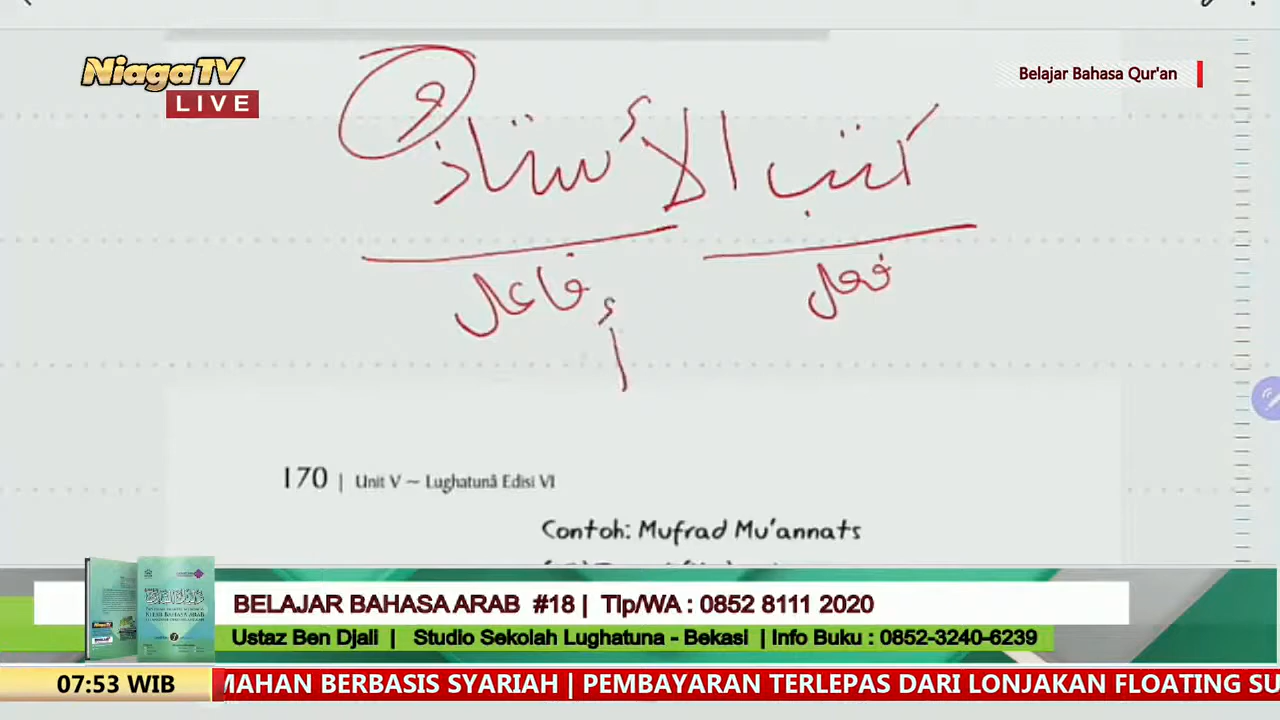 NiagaTV
LIVE
Belajar Bahasa Qur'an
و
كتب الأستاذ
فعل
فاعل
أ
170 | Unit V ~ Lughatunâ Edisi VI
Contoh: Mufrad Mu'annats
BELAJAR BAHASA ARAB #18 | Tlp/WA : 0852 8111 2020
Ustaz Ben Djali | Studio Sekolah Lughatuna - Bekasi | Info Buku : 0852-3240-6239
07:53 WIB
MAHAN BERBASIS SYARIAH | PEMBAYARAN TERLEPAS DARI LONJAKAN FLOATING SU